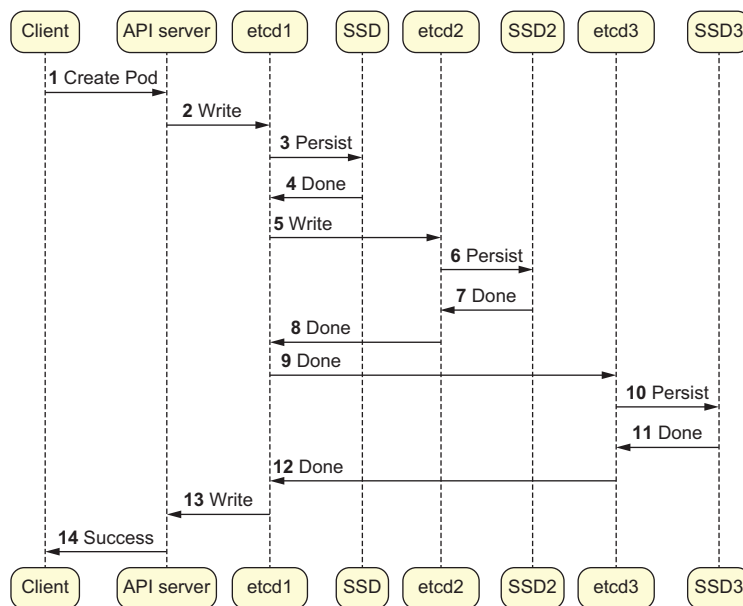 Client API server etcd1 SSD etcd2 SSD2 etcd3 SSD3
1 Create Pod
2 Write
3 Persist
4 Done
5 Write
6 Persist
7 Done
8 Done
9 Done
10 Persist
11 Done
12 Done
13 Write
14 Success
Client API server etcd1 SSD etcd2 SSD2 etcd3 SSD3